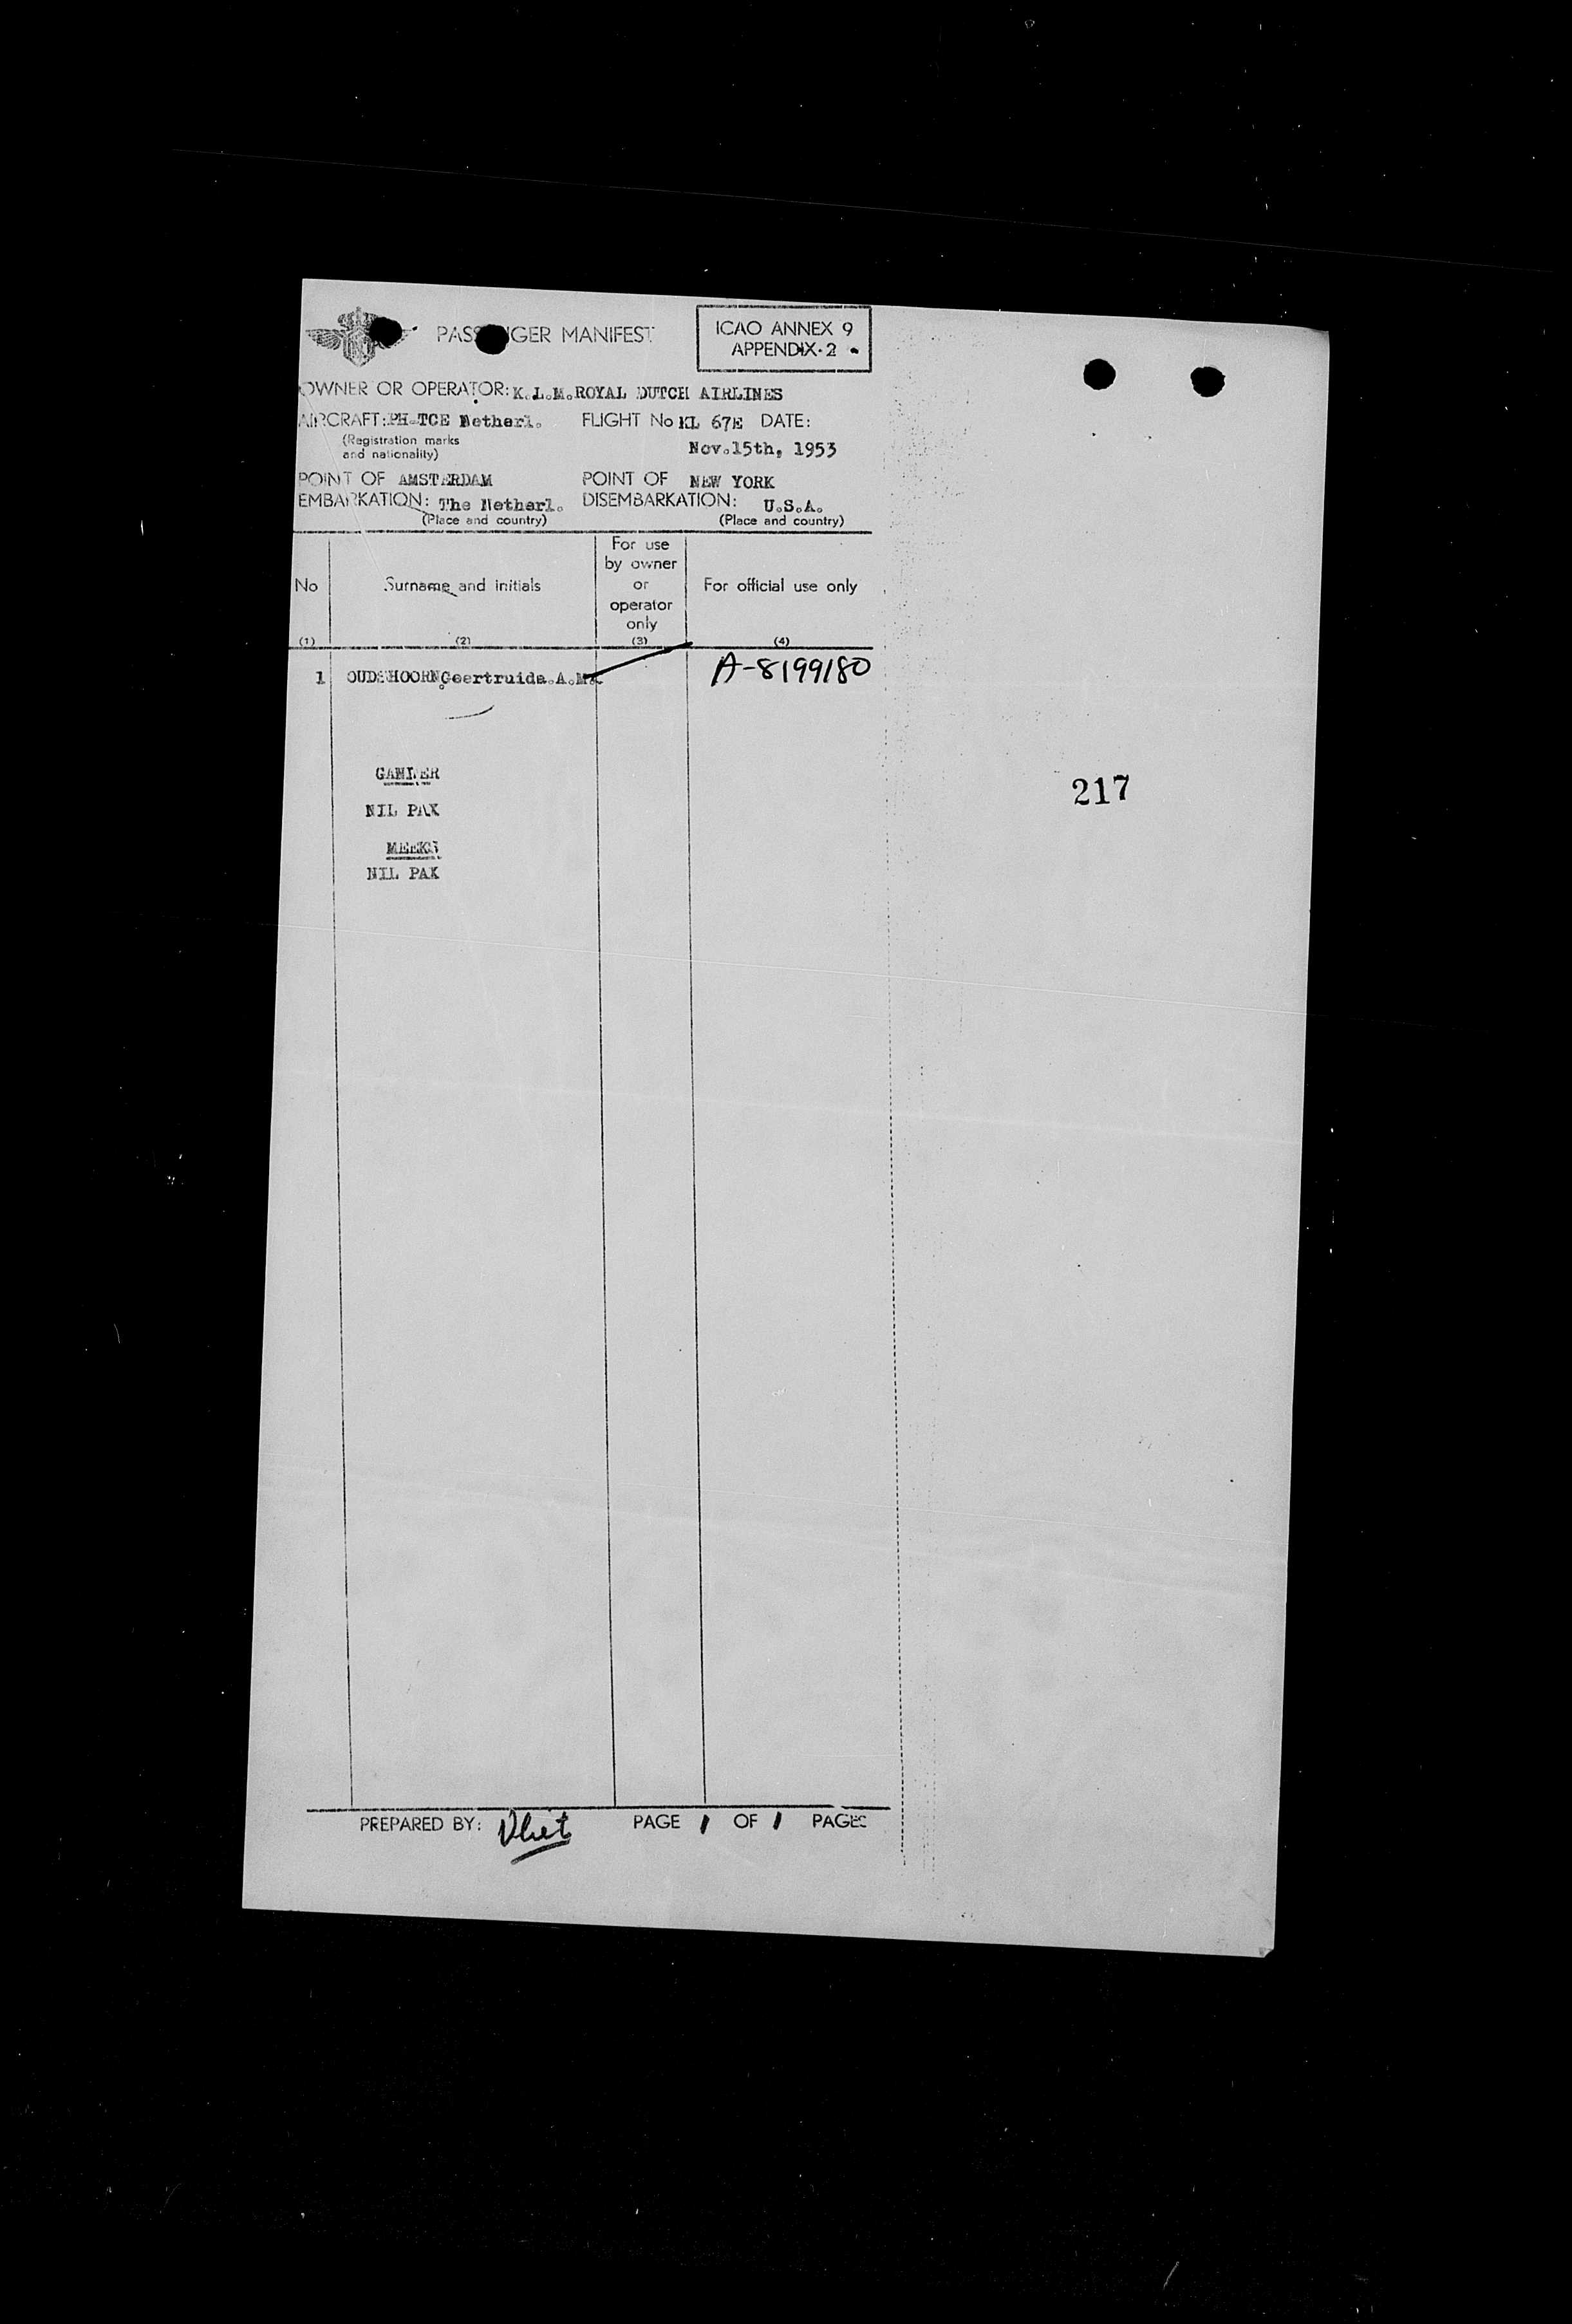 PASSENGER MANIFEST
ICAO ANNEX 9
APPENDIX-2
OWNER OR OPERATOR: K.L.M. ROYAL DUTCH AIRLINES
AIRCRAFT: PH-TCE Netherl. FLIGHT No KL 67E DATE:
(Registration marks
and nationality) Nov.15th, 1953
POINT OF AMSTERDAM POINT OF NEW YORK
EMBARKATION: The Netherl. DISEMBARKATION: U.S.A.
(Place and country) (Place and country)
No Surname and initials For use by owner or operator only For official use only
(1) (2) (3) (4)
1 OUDSHOORN Geertruida.A.M. A-8199180
217
GANDER
NIL PAX
MEEKS
NIL PAX
PREPARED BY: Vliet PAGE 1 OF 1 PAGES